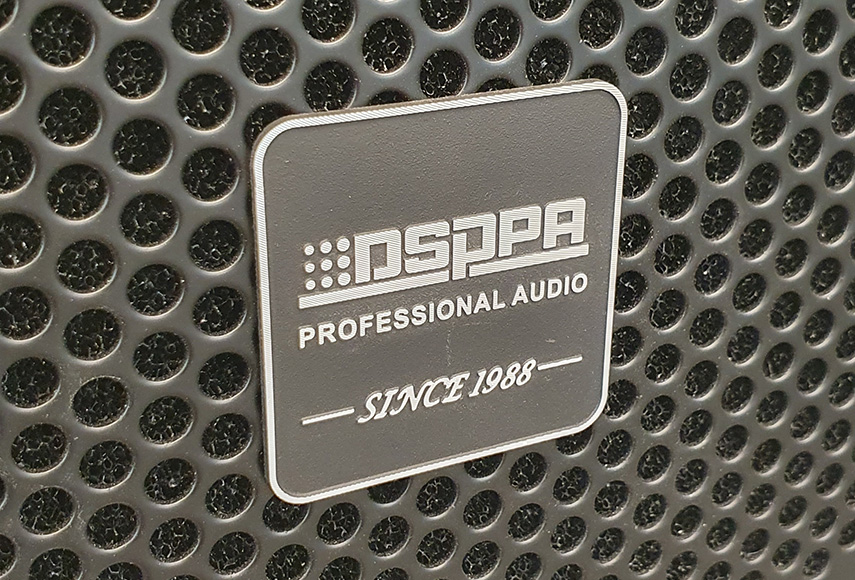 DSPPA
PROFESSIONAL AUDIO
SINCE 1988